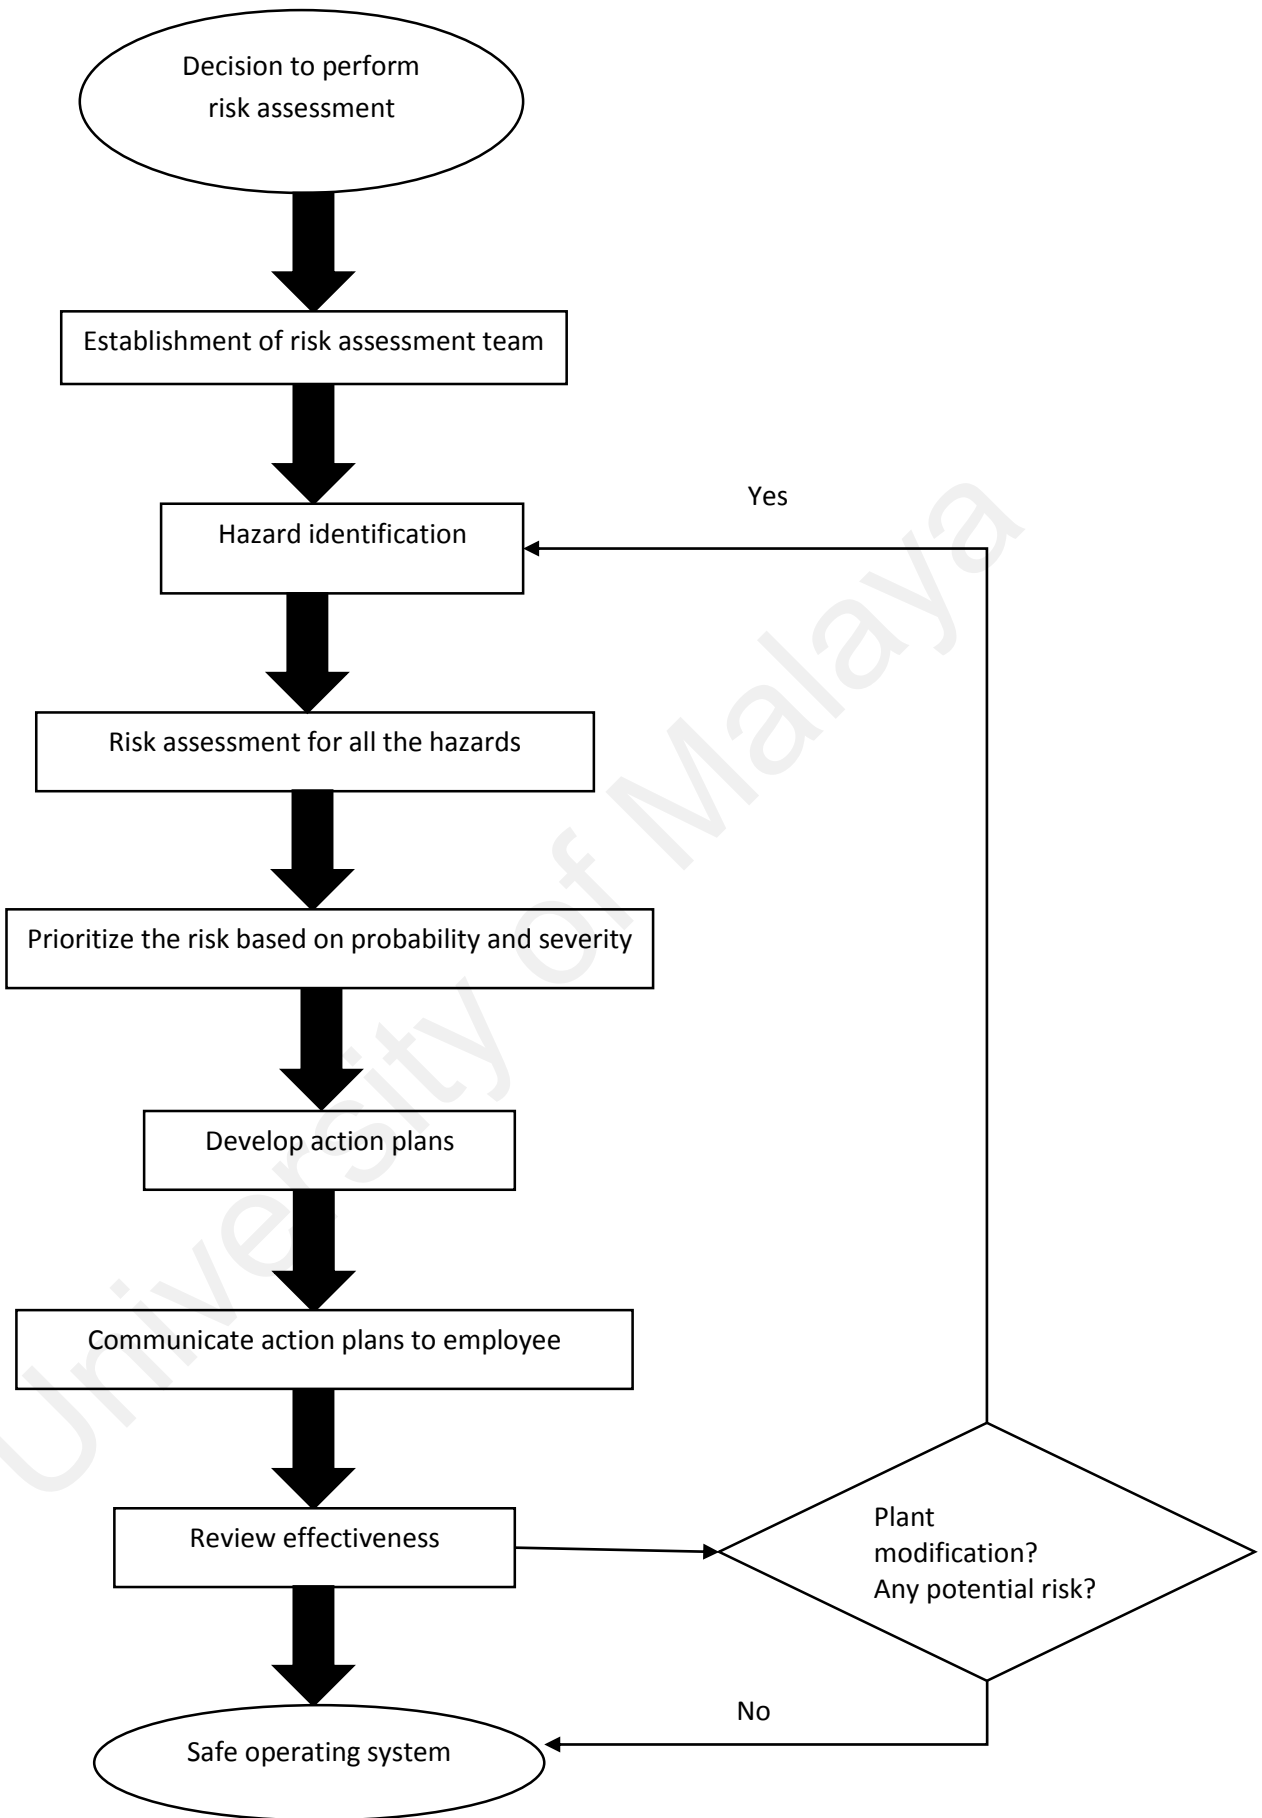 Decision to perform
risk assessment
Establishment of risk assessment team
Yes
Hazard identification
Risk assessment for all the hazards
Prioritize the risk based on probability and severity
Develop action plans
Communicate action plans to employee
Review effectiveness
Plant
modification?
Any potential risk?
No
Safe operating system
University of Malaya